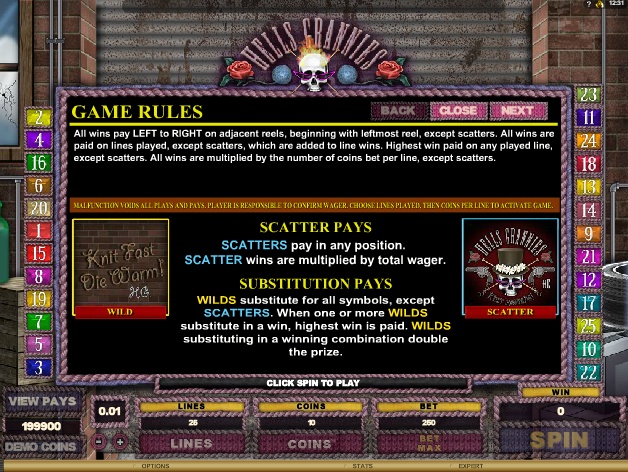 ? 12:31
HELLS GRANNIES
GAME RULES
BACK CLOSE NEXT
All wins pay LEFT to RIGHT on adjacent reels, beginning with leftmost reel, except scatters. All wins are
paid on lines played, except scatters, which are added to line wins. Highest win paid on any played line,
except scatters. All wins are multiplied by the number of coins bet per line, except scatters.
MALFUNCTION VOIDS ALL PLAYS AND PAYS. PLAYER IS RESPONSIBLE TO CONFIRM WAGER. CHOOSE LINES PLAYED, THEN COINS PER LINE TO ACTIVATE GAME.
Knit Fast
Die Warm!
HG
WILD
SCATTER PAYS
SCATTERS pay in any position.
SCATTER wins are multiplied by total wager.
SUBSTITUTION PAYS
WILDS substitute for all symbols, except
SCATTERS. When one or more WILDS
substitute in a win, highest win is paid. WILDS
substituting in a winning combination double
the prize.
HELLS GRANNIES
HG
SCATTER
2
4
16
6
20
1
15
8
19
7
5
3
23
11
24
18
13
14
9
21
12
17
25
10
22
CLICK SPIN TO PLAY
VIEW PAYS
199900
DEMO COINS
0.01
LINES
25
LINES
COINS
10
COINS
BET
250
BET
MAX
WIN
0
SPIN
OPTIONS STATS EXPERT